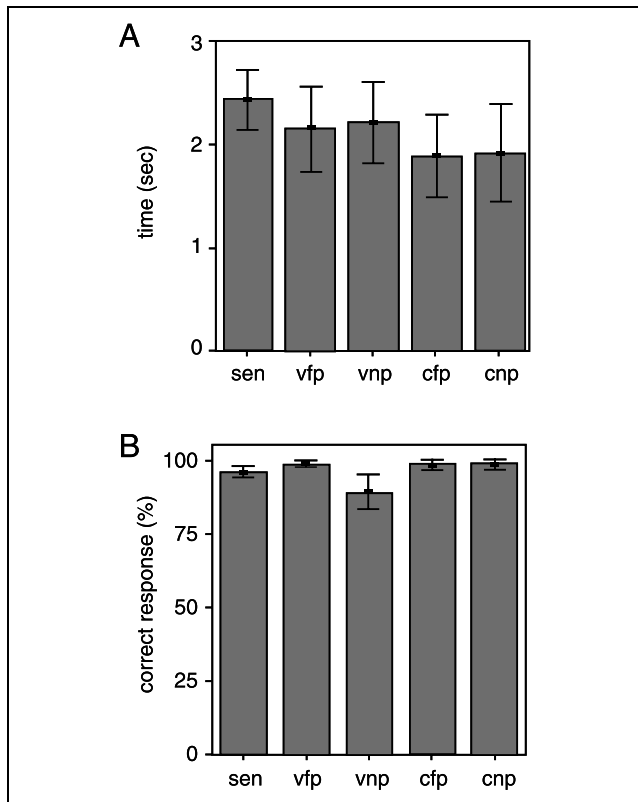 A
3
2
1
0
time (sec)
sen vfp vnp cfp cnp
B
100
75
50
25
0
correct response (%)
sen vfp vnp cfp cnp